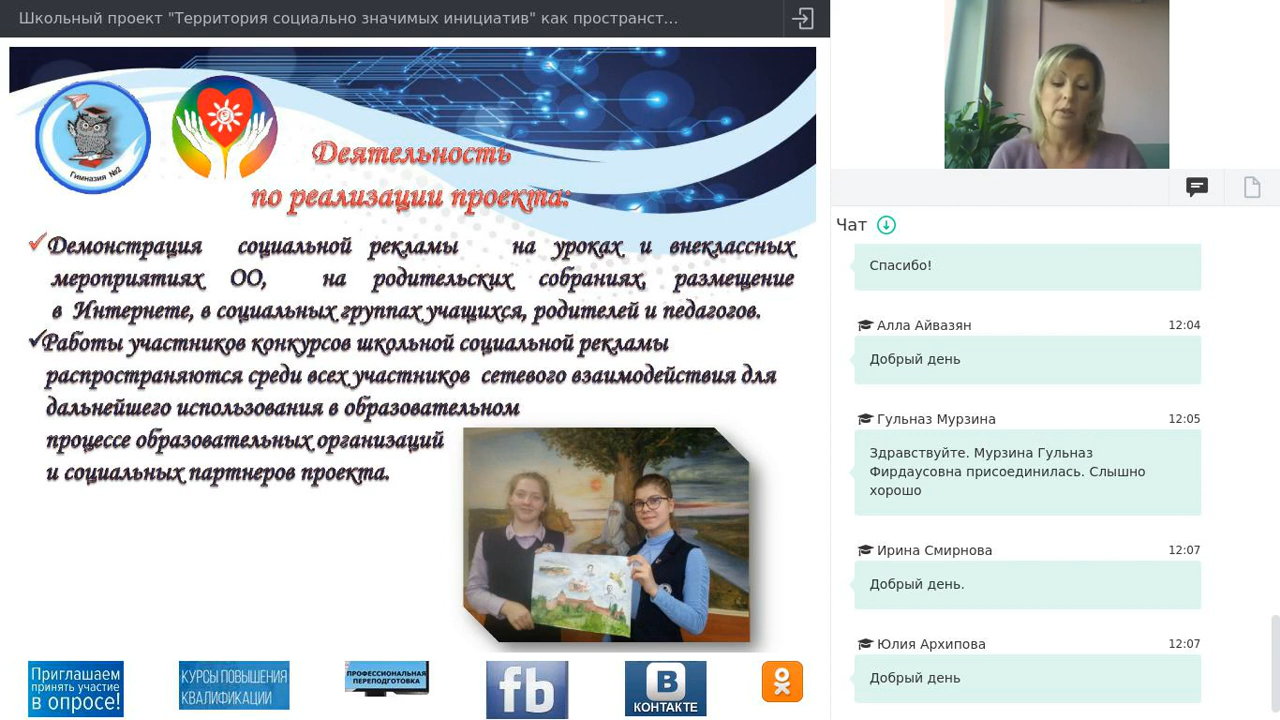 Школьный проект "Территория социально значимых инициатив" как пространст...
Гимназия №2
Деятельность
по реализации проекта:
Демонстрация социальной рекламы на уроках и внеклассных
мероприятиях ОО, на родительских собраниях, размещение
в Интернете, в социальных группах учащихся, родителей и педагогов.
Работы участников конкурсов школьной социальной рекламы
распространяются среди всех участников сетевого взаимодействия для
дальнейшего использования в образовательном
процессе образовательных организаций
и социальных партнеров проекта.
Приглашаем
принять участие
в опросе!
КУРСЫ ПОВЫШЕНИЯ
КВАЛИФИКАЦИИ
ПРОФЕССИОНАЛЬНАЯ
ПЕРЕПОДГОТОВКА
fb
В
КОНТАКТЕ
Чат
Спасибо!
Алла Айвазян 12:04
Добрый день
Гульназ Мурзина 12:05
Здравствуйте. Мурзина Гульназ
Фирдаусовна присоединилась. Слышно
хорошо
Ирина Смирнова 12:07
Добрый день.
Юлия Архипова 12:07
Добрый день